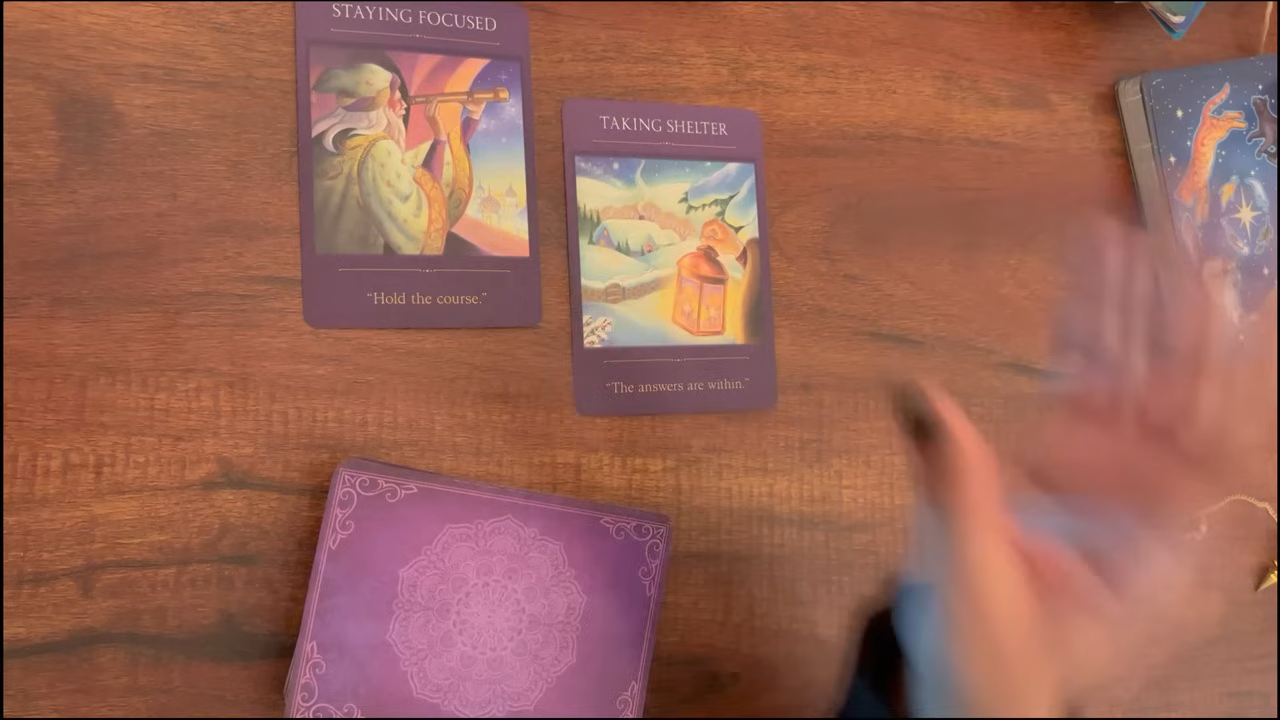 STAYING FOCUSED
"Hold the course."
TAKING SHELTER
"The answers are within."